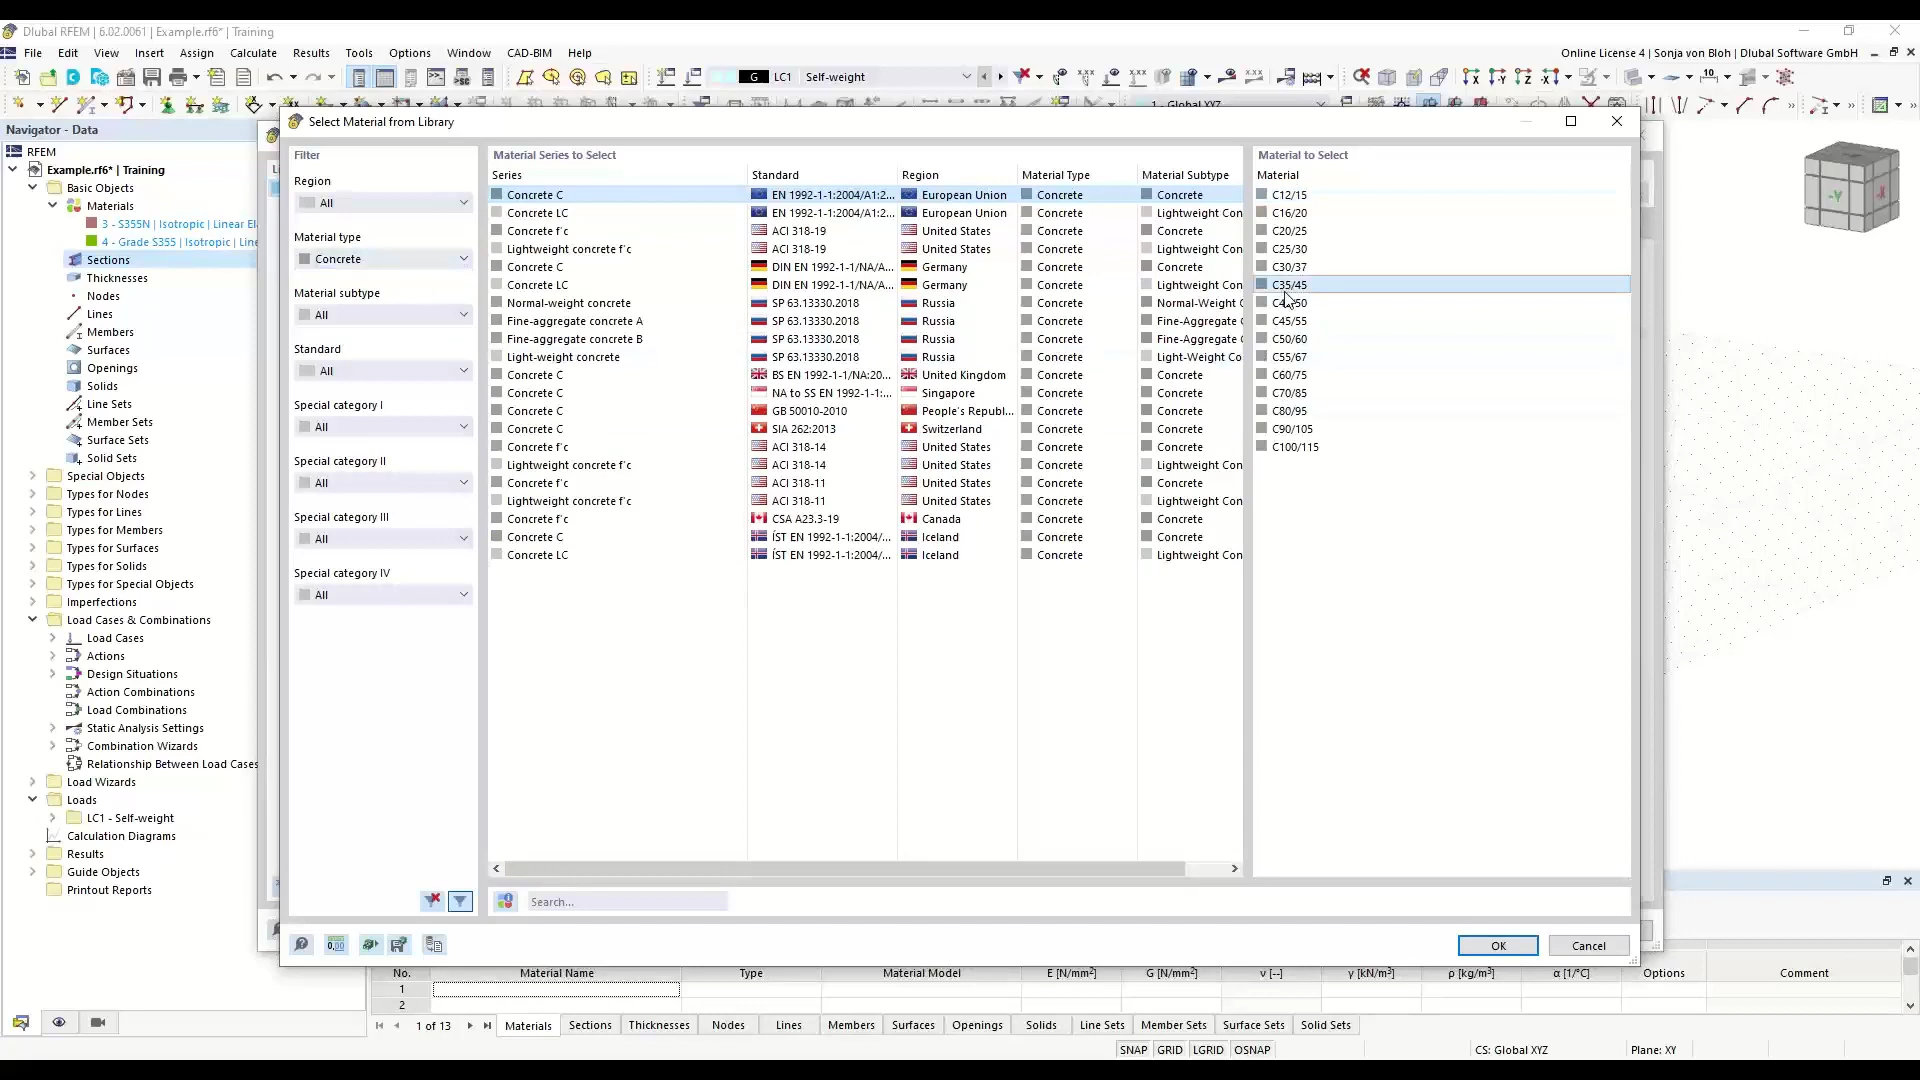 Dlubal RFEM | 6.02.0061 | Example.rf6* | Training
File Edit View Insert Assign Calculate Results Tools Options Window CAD-BIM Help
Online License 4 | Sonja von Bloh | Dlubal Software GmbH
G LC1 Self-weight
1 - Global XYZ
Navigator - Data
RFEM
Example.rf6* | Training
Basic Objects
Materials
3 - S355N | Isotropic | Linear El
4 - Grade S355 | Isotropic | Line
Sections
Thicknesses
Nodes
Lines
Members
Surfaces
Openings
Solids
Line Sets
Member Sets
Surface Sets
Solid Sets
Special Objects
Types for Nodes
Types for Lines
Types for Members
Types for Surfaces
Types for Solids
Types for Special Objects
Imperfections
Load Cases & Combinations
Load Cases
Actions
Design Situations
Action Combinations
Load Combinations
Static Analysis Settings
Combination Wizards
Relationship Between Load Cases
Load Wizards
Loads
LC1 - Self-weight
Calculation Diagrams
Results
Guide Objects
Printout Reports
Select Material from Library
Filter
Region
All
Material type
Concrete
Material subtype
All
Standard
All
Special category I
All
Special category II
All
Special category III
All
Special category IV
All
Material Series to Select
Series Standard Region Material Type Material Subtype
Concrete C EN 1992-1-1:2004/A1:2... European Union Concrete Concrete
Concrete LC EN 1992-1-1:2004/A1:2... European Union Concrete Lightweight Con
Concrete f'c ACI 318-19 United States Concrete Concrete
Lightweight concrete f'c ACI 318-19 United States Concrete Lightweight Con
Concrete C DIN EN 1992-1-1/NA/A... Germany Concrete Concrete
Concrete LC DIN EN 1992-1-1/NA/A... Germany Concrete Lightweight Con
Normal-weight concrete SP 63.13330.2018 Russia Concrete Normal-Weight C
Fine-aggregate concrete A SP 63.13330.2018 Russia Concrete Fine-Aggregate C
Fine-aggregate concrete B SP 63.13330.2018 Russia Concrete Fine-Aggregate C
Light-weight concrete SP 63.13330.2018 Russia Concrete Light-Weight Co
Concrete C BS EN 1992-1-1/NA:20... United Kingdom Concrete Concrete
Concrete C NA to SS EN 1992-1-1:... Singapore Concrete Concrete
Concrete C GB 50010-2010 People's Republ... Concrete Concrete
Concrete C SIA 262:2013 Switzerland Concrete Concrete
Concrete f'c ACI 318-14 United States Concrete Concrete
Lightweight concrete f'c ACI 318-14 United States Concrete Lightweight Con
Concrete f'c ACI 318-11 United States Concrete Concrete
Lightweight concrete f'c ACI 318-11 United States Concrete Lightweight Con
Concrete f'c CSA A23.3-19 Canada Concrete Concrete
Concrete C ÍST EN 1992-1-1:2004/... Iceland Concrete Concrete
Concrete LC ÍST EN 1992-1-1:2004/... Iceland Concrete Lightweight Con
Search...
Material to Select
Material
C12/15
C16/20
C20/25
C25/30
C30/37
C35/45
C45/55
C50/60
C55/67
C60/75
C70/85
C80/95
C90/105
C100/115
OK Cancel
No. Material Name Type Material Model E [N/mm²] G [N/mm²] ν [--] γ [kN/m³] ρ [kg/m³] α [1/°C] Options Comment
1
2
1 of 13 Materials Sections Thicknesses Nodes Lines Members Surfaces Openings Solids Line Sets Member Sets Surface Sets Solid Sets
SNAP GRID LGRID OSNAP CS: Global XYZ Plane: XY